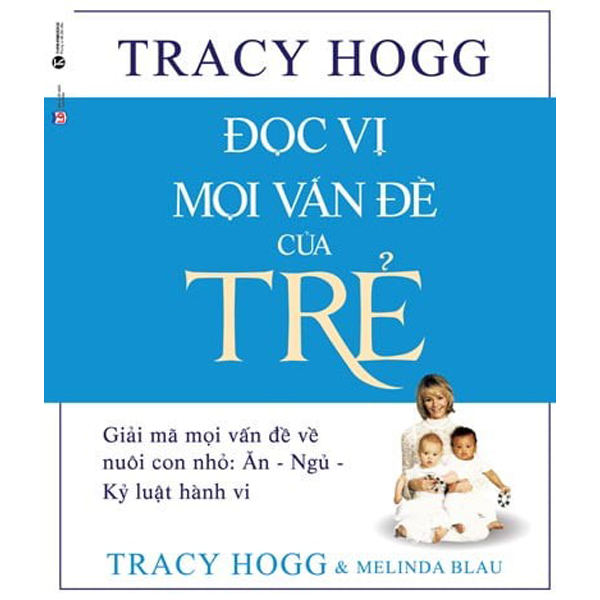 TRACY HOGG
ĐỌC VỊ
MỌI VẤN ĐỀ
CỦA
TRẺ
Giải mã mọi vấn đề về
nuôi con nhỏ: Ăn - Ngủ -
Kỷ luật hành vi
TRACY HOGG & MELINDA BLAU